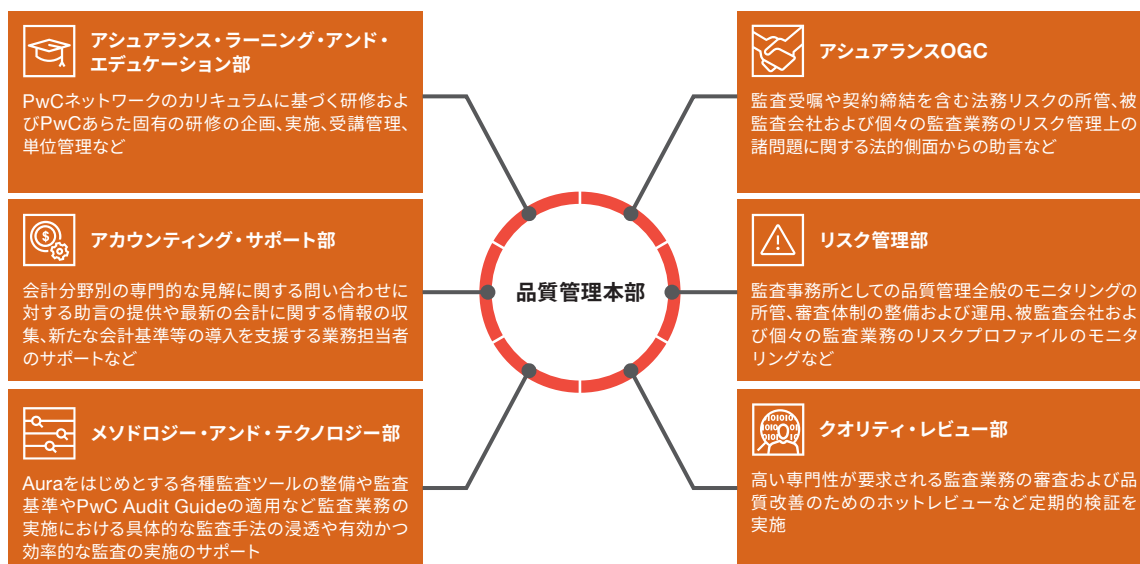 アシュアランス・ラーニング・アンド・
エデュケーション部
PwCネットワークのカリキュラムに基づく研修およ
びPwCあらた固有の研修の企画、実施、受講管理、
単位管理など
アカウンティング・サポート部
会計分野別の専門的な見解に関する問い合わせに
対する助言の提供や最新の会計に関する情報の収
集、新たな会計基準等の導入を支援する業務担当者
のサポートなど
メソドロジー・アンド・テクノロジー部
Auraをはじめとする各種監査ツールの整備や監査
基準やPwC Audit Guideの適用など監査業務の
実施における具体的な監査手法の浸透や有効かつ
効率的な監査の実施のサポート
品質管理本部
アシュアランスOGC
監査受嘱や契約締結を含む法務リスクの所管、被
監査会社および個々の監査業務のリスク管理上の
諸問題に関する法的側面からの助言など
リスク管理部
監査事務所としての品質管理全般のモニタリングの
所管、審査体制の整備および運用、被監査会社およ
び個々の監査業務のリスクプロファイルのモニタ
リングなど
クオリティ・レビュー部
高い専門性が要求される監査業務の審査および品
質改善のためのホットレビューなど定期的検証を
実施